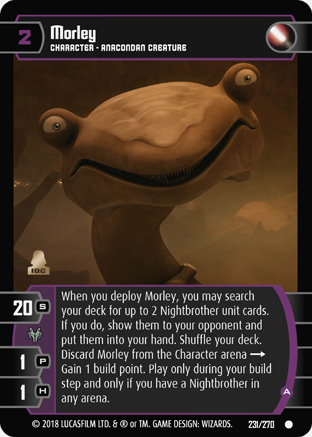 2
Morley
CHARACTER - ANACONDAN CREATURE
IDC
20 S
1 P
1 H
When you deploy Morley, you may search
your deck for up to 2 Nightbrother unit cards.
If you do, show them to your opponent and
put them into your hand. Shuffle your deck.
Discard Morley from the Character arena →
Gain 1 build point. Play only during your build
step and only if you have a Nightbrother in
any arena.
A
© 2018 LUCASFILM LTD. & ® or TM. GAME DESIGN: WIZARDS.
231/270